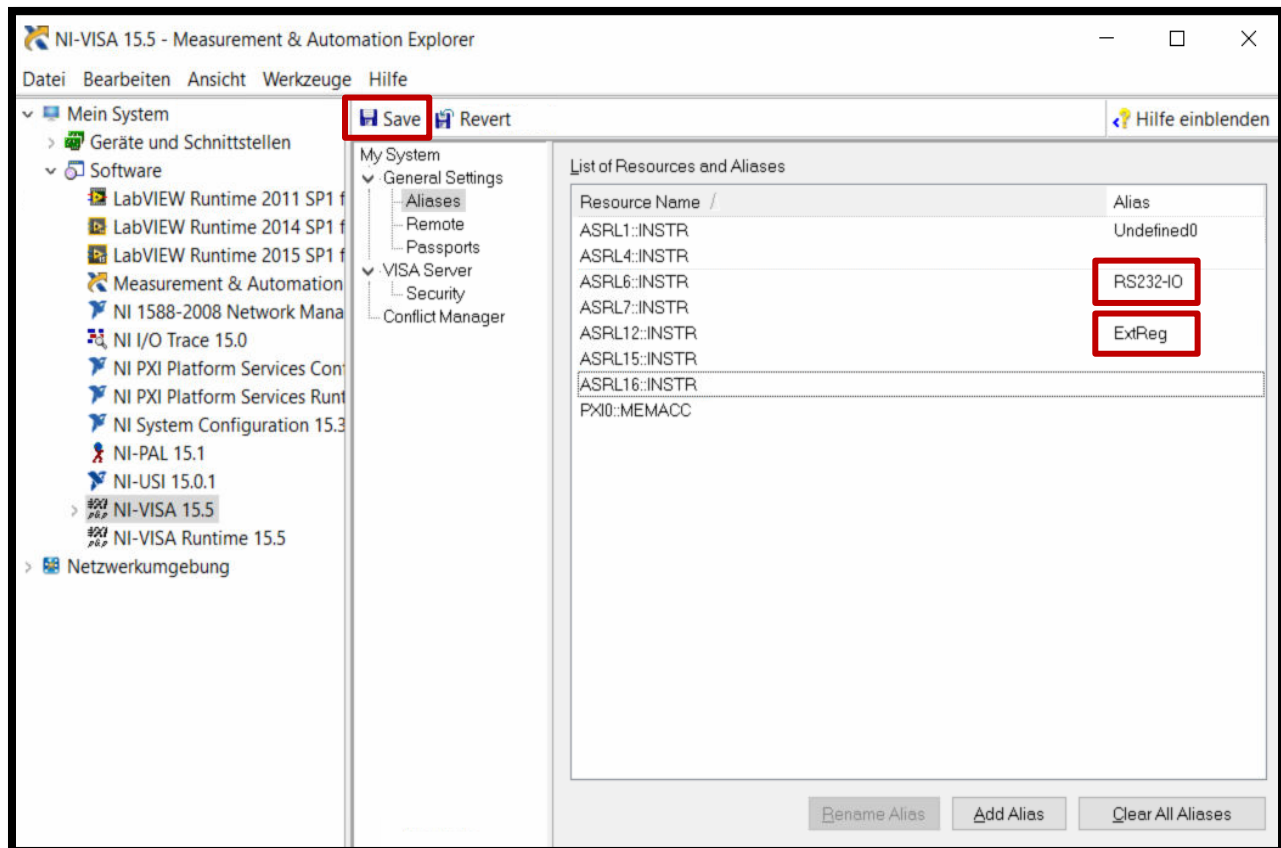 NI-VISA 15.5 - Measurement & Automation Explorer
Datei Bearbeiten Ansicht Werkzeuge Hilfe
Mein System
Geräte und Schnittstellen
Software
LabVIEW Runtime 2011 SP1 f
LabVIEW Runtime 2014 SP1 f
LabVIEW Runtime 2015 SP1 f
Measurement & Automation
NI 1588-2008 Network Mana
NI I/O Trace 15.0
NI PXI Platform Services Con
NI PXI Platform Services Runt
NI System Configuration 15.3
NI-PAL 15.1
NI-USI 15.0.1
NI-VISA 15.5
NI-VISA Runtime 15.5
Netzwerkumgebung
Save Revert
Hilfe einblenden
My System
General Settings
Aliases
Remote
Passports
VISA Server
Security
Conflict Manager
List of Resources and Aliases
Resource Name / Alias
ASRL1::INSTR Undefined0
ASRL4::INSTR
ASRL6::INSTR RS232-IO
ASRL7::INSTR
ASRL12::INSTR ExtReg
ASRL15::INSTR
ASRL16::INSTR
PXI0::MEMACC
Rename Alias Add Alias Clear All Aliases